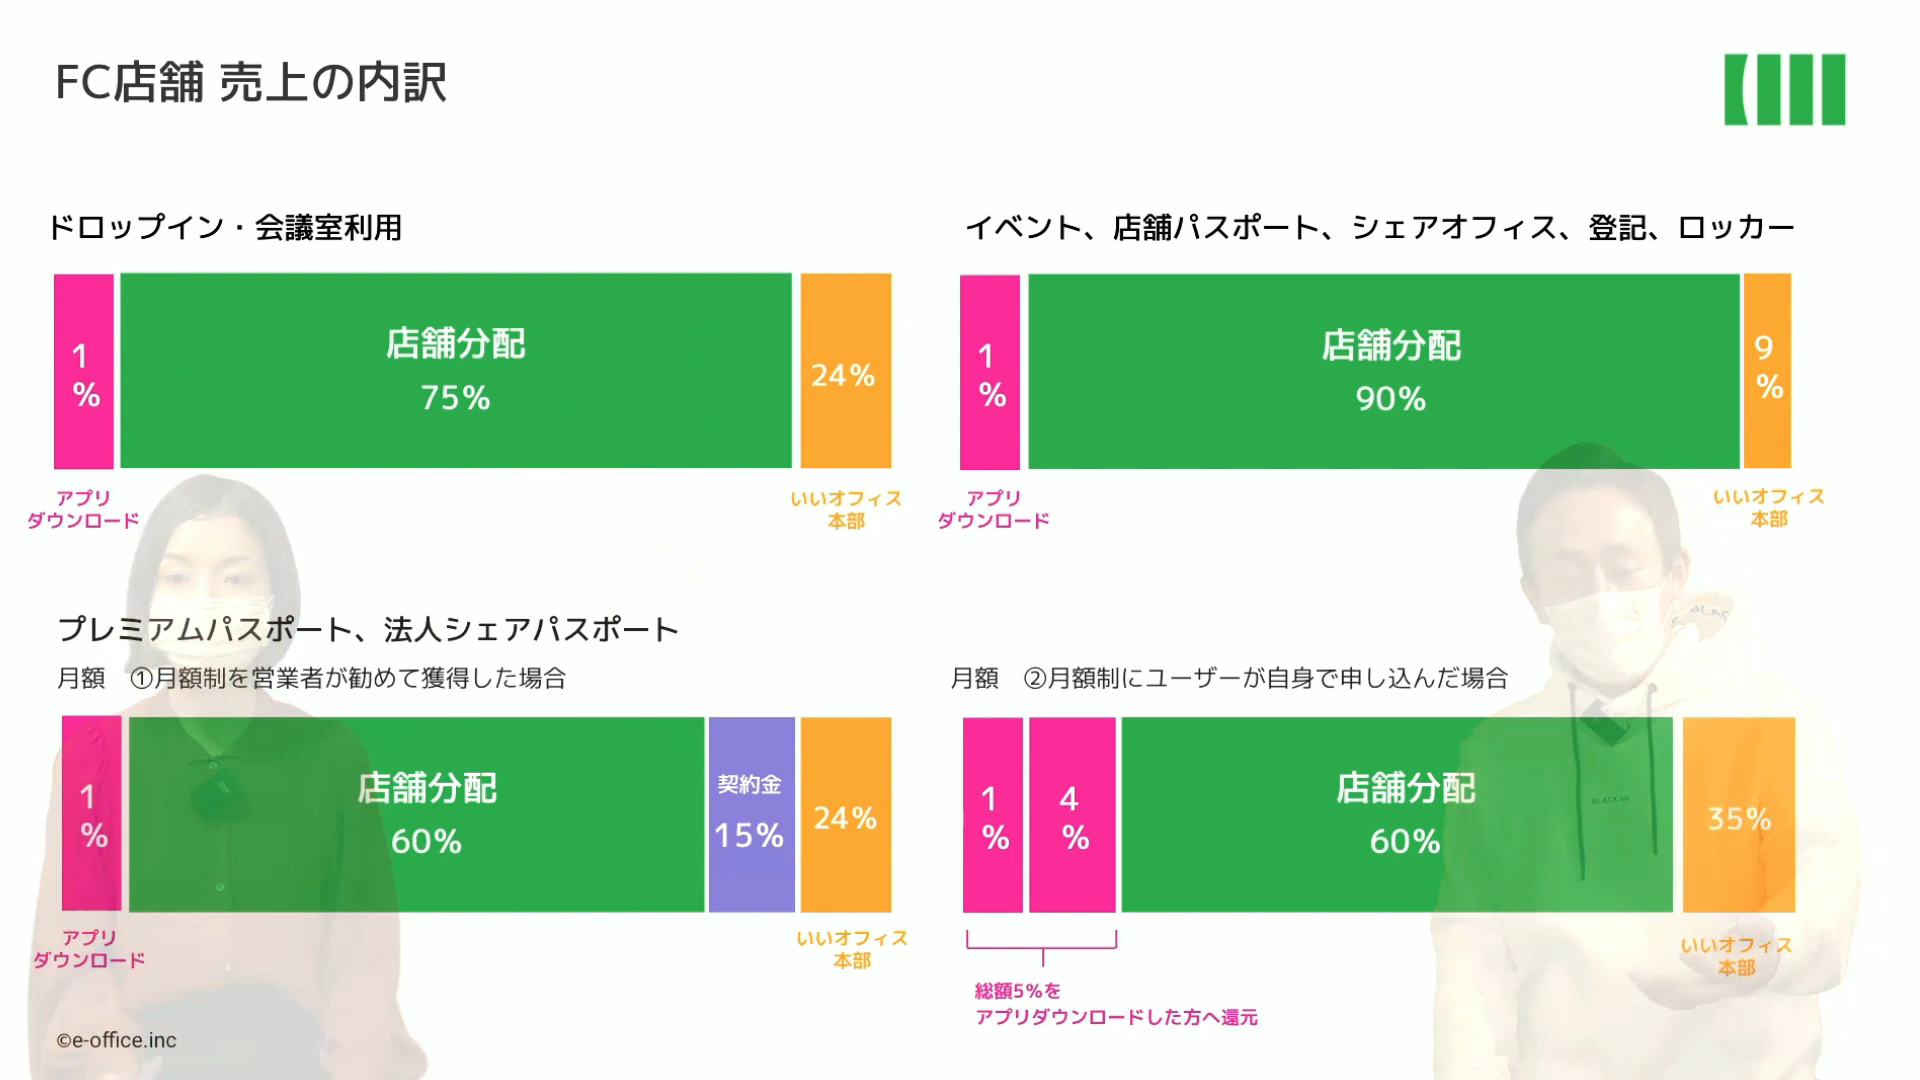 FC店舗 売上の内訳
ドロップイン・会議室利用
1
%
店舗分配
75%
24%
アプリ
ダウンロード
いいオフィス
本部
イベント、店舗パスポート、シェアオフィス、登記、ロッカー
1
%
店舗分配
90%
9
%
アプリ
ダウンロード
いいオフィス
本部
プレミアムパスポート、法人シェアパスポート
月額 ①月額制を営業者が勧めて獲得した場合
1
%
店舗分配
60%
契約金
15%
24%
アプリ
ダウンロード
いいオフィス
本部
月額 ②月額制にユーザーが自身で申し込んだ場合
1
%
4
%
店舗分配
60%
35%
いいオフィス
本部
総額5%を
アプリダウンロードした方へ還元
©e-office.inc